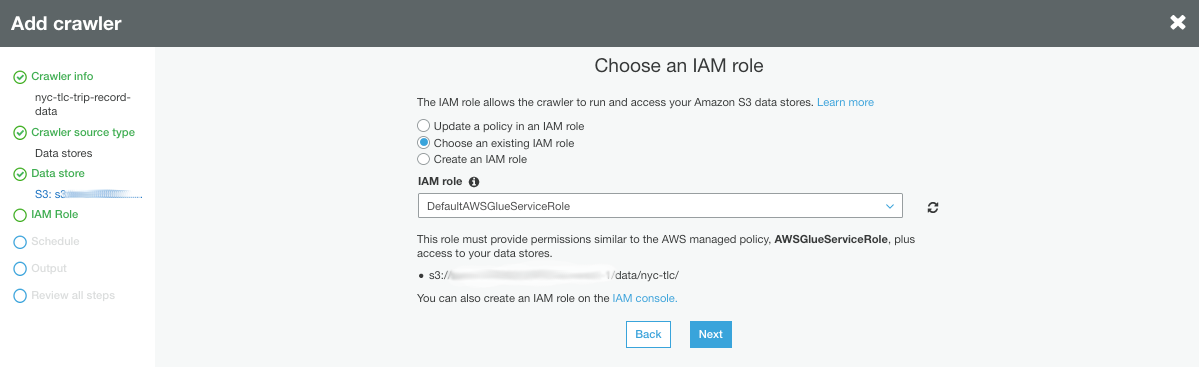 Add crawler
Crawler info
nyc-tlc-trip-record-
data
Crawler source type
Data stores
Data store
S3: s3
IAM Role
Schedule
Output
Review all steps
Choose an IAM role
The IAM role allows the crawler to run and access your Amazon S3 data stores. Learn more
Update a policy in an IAM role
Choose an existing IAM role
Create an IAM role
IAM role
DefaultAWSGlueServiceRole
This role must provide permissions similar to the AWS managed policy, AWSGlueServiceRole, plus
access to your data stores.
• s3:// /data/nyc-tlc/
You can also create an IAM role on the IAM console.
Back Next